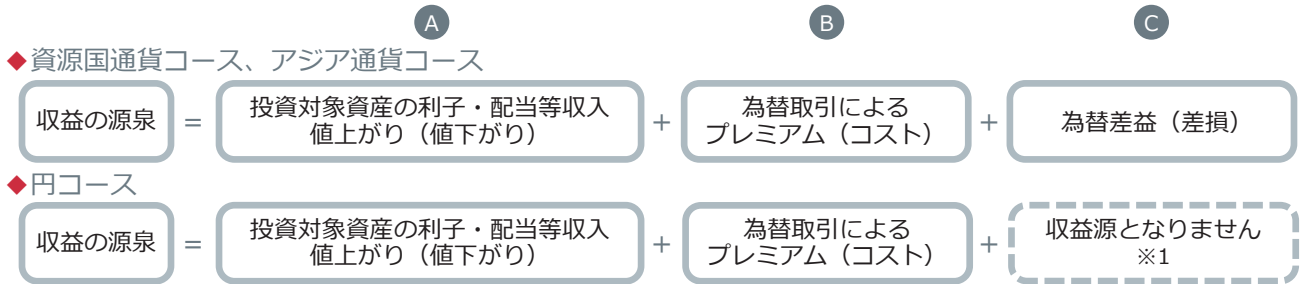 A B C
◆資源国通貨コース、アジア通貨コース
収益の源泉 = 投資対象資産の利子・配当等収入 値上がり（値下がり） + 為替取引による プレミアム（コスト） + 為替差益（差損）
◆円コース
収益の源泉 = 投資対象資産の利子・配当等収入 値上がり（値下がり） + 為替取引による プレミアム（コスト） + 収益源となりません ※1